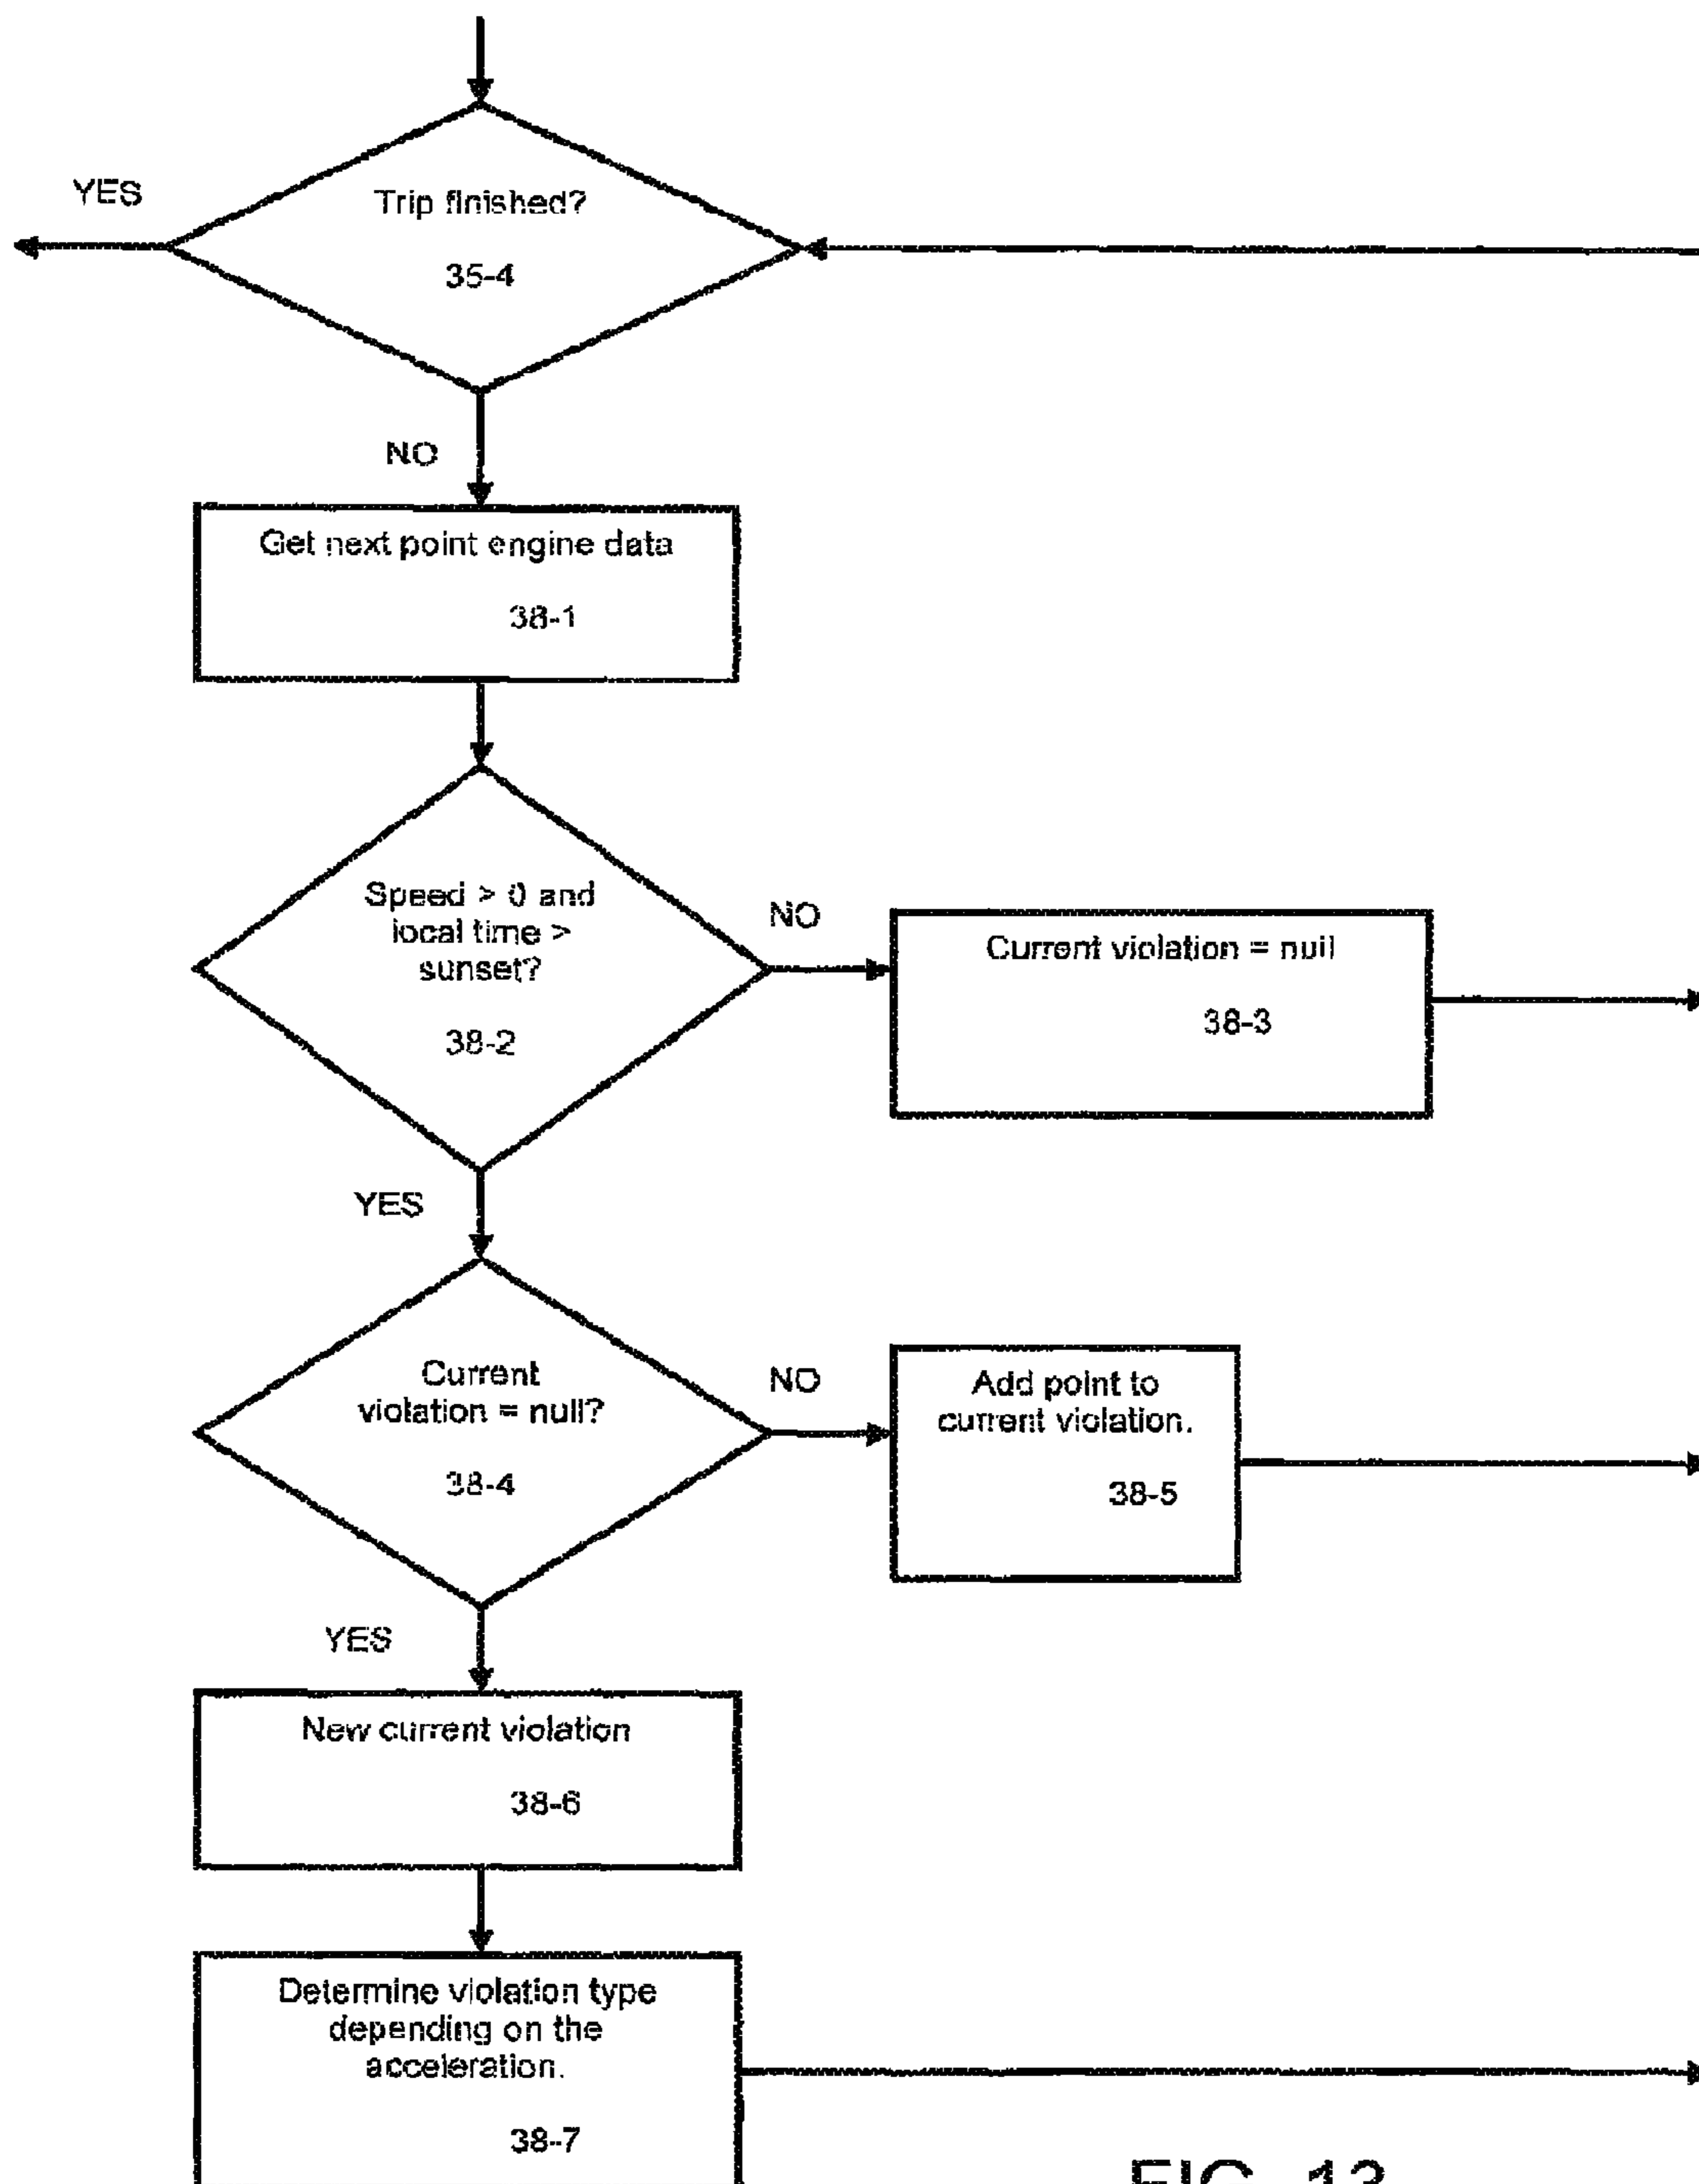 YES
Trip finished?
35-4
NO
Get next point engine data
38-1
Speed > 0 and
local time >
sunset?
38-2
NO
Current violation = null
38-3
YES
Current
violation = null?
38-4
NO
Add point to
current violation.
38-5
YES
New current violation
38-6
Determine violation type
depending on the
acceleration.
38-7
FIG. 13